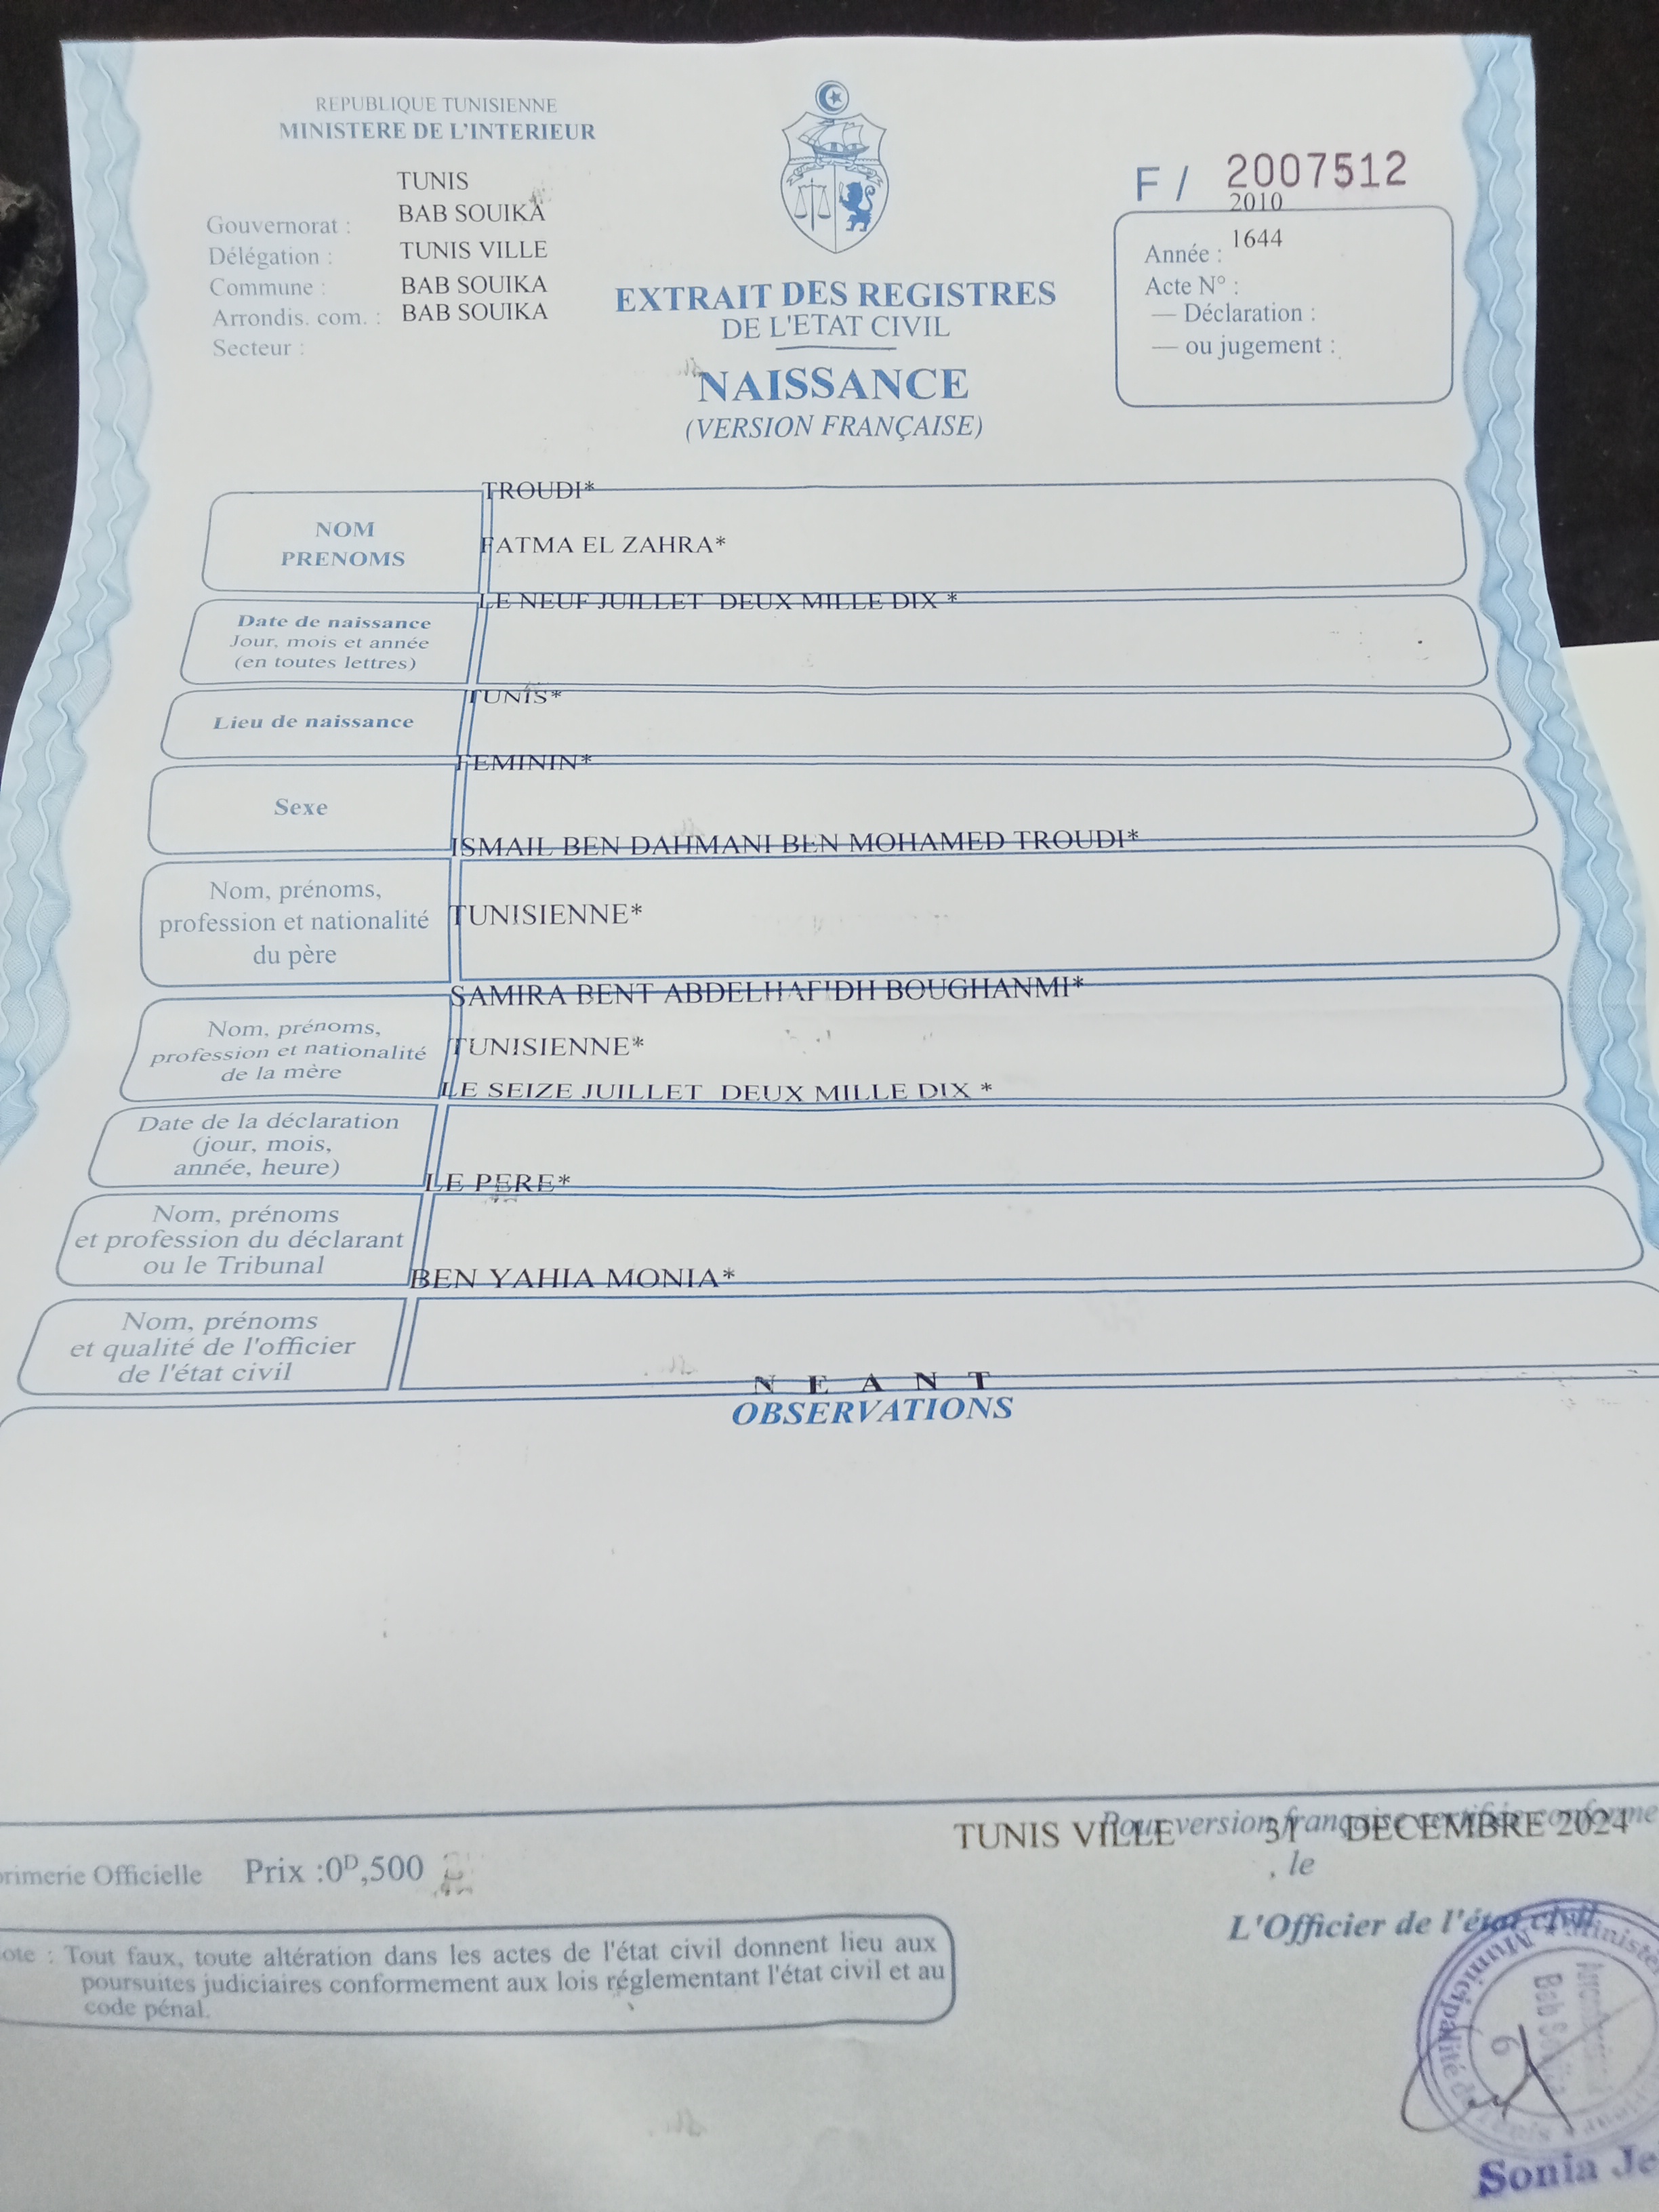 REPUBLIQUE TUNISIENNE
MINISTERE DE L'INTERIEUR
TUNIS
BAB SOUIKA
Gouvernorat :
Délégation : TUNIS VILLE
Commune : BAB SOUIKA
Arrondis. com. : BAB SOUIKA
Secteur :
F / 2007512
2010
Année : 1644
Acte N° :
— Déclaration :
— ou jugement :
EXTRAIT DES REGISTRES
DE L'ETAT CIVIL
NAISSANCE
(VERSION FRANÇAISE)
TROUDI*
NOM
PRENOMS
FATMA EL ZAHRA*
LE NEUF JUILLET DEUX MILLE DIX *
Date de naissance
Jour, mois et année
(en toutes lettres)
TUNIS*
Lieu de naissance
FEMININ*
Sexe
ISMAIL BEN DAHMANI BEN MOHAMED TROUDI*
Nom, prénoms,
profession et nationalité
du père
TUNISIENNE*
SAMIRA BENT ABDELHAFIDH BOUGHANMI*
Nom, prénoms,
profession et nationalité
de la mère
TUNISIENNE*
LE SEIZE JUILLET DEUX MILLE DIX *
Date de la déclaration
(jour, mois,
année, heure)
LE PERE*
Nom, prénoms
et profession du déclarant
ou le Tribunal
BEN YAHIA MONIA*
Nom, prénoms
et qualité de l'officier
de l'état civil
N E A N T
OBSERVATIONS
Pour version française certifiée conforme
TUNIS VILLE 31 DECEMBRE 2024
, le
Officielle Prix :0D,500
L'Officier de l'état civil
Tout faux, toute altération dans les actes de l'état civil donnent lieu aux
poursuites judiciaires conformement aux lois réglementant l'état civil et au
code pénal.
Municipalité
6
Sonia